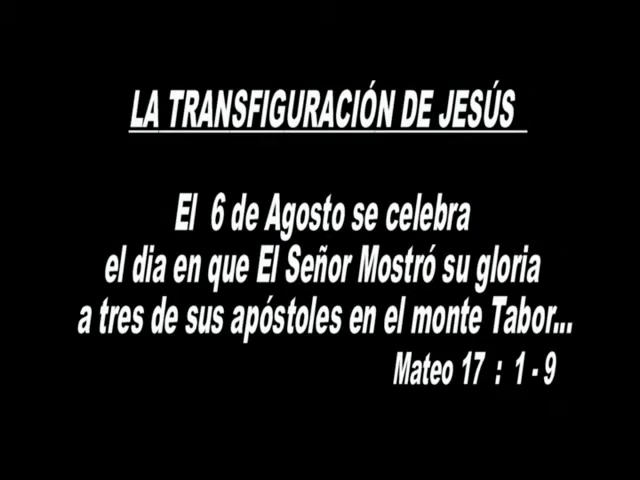 LA TRANSFIGURACIÓN DE JESÚS
El 6 de Agosto se celebra
el dia en que El Señor Mostró su gloria
a tres de sus apóstoles en el monte Tabor...
Mateo 17 : 1 - 9